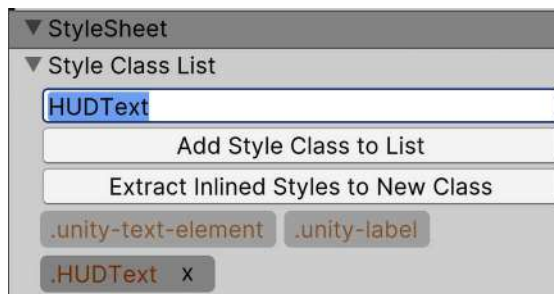 StyleSheet
Style Class List
HUDText
Add Style Class to List
Extract Inlined Styles to New Class
.unity-text-element .unity-label
.HUDText x